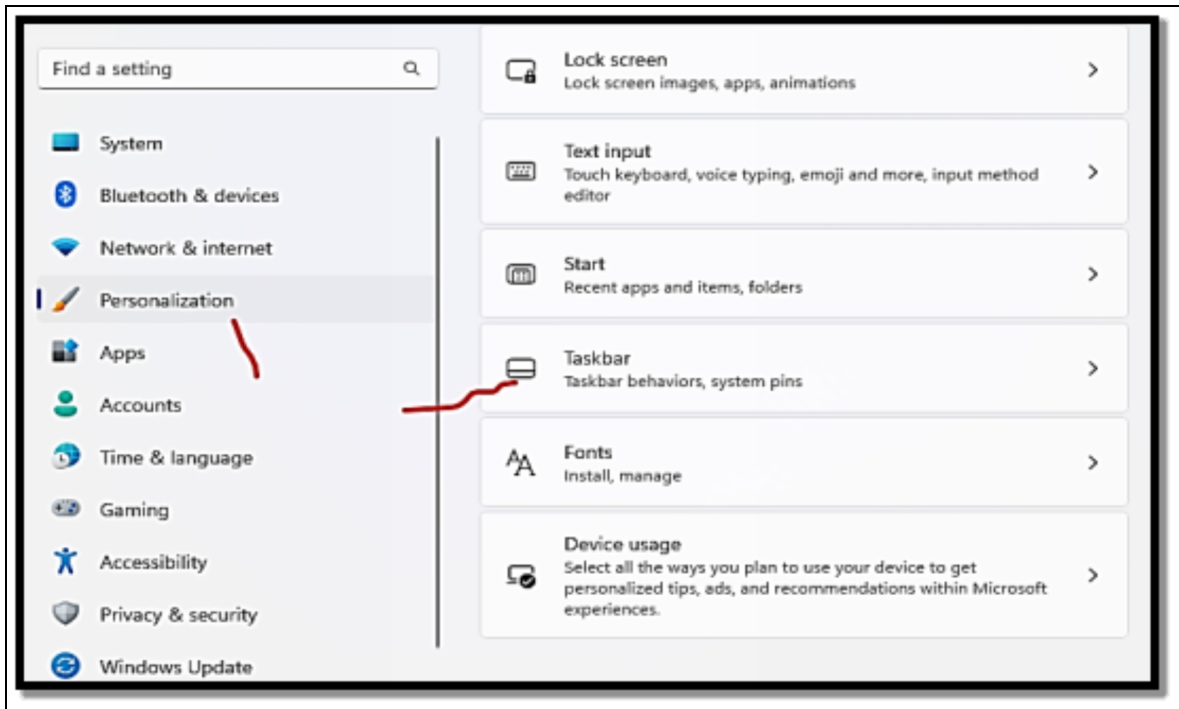 Find a setting
System
Bluetooth & devices
Network & internet
Personalization
Apps
Accounts
Time & language
Gaming
Accessibility
Privacy & security
Windows Update
Lock screen
Lock screen images, apps, animations
Text input
Touch keyboard, voice typing, emoji and more, input method
editor
Start
Recent apps and items, folders
Taskbar
Taskbar behaviors, system pins
Fonts
Install, manage
Device usage
Select all the ways you plan to use your device to get
personalized tips, ads, and recommendations within Microsoft
experiences.